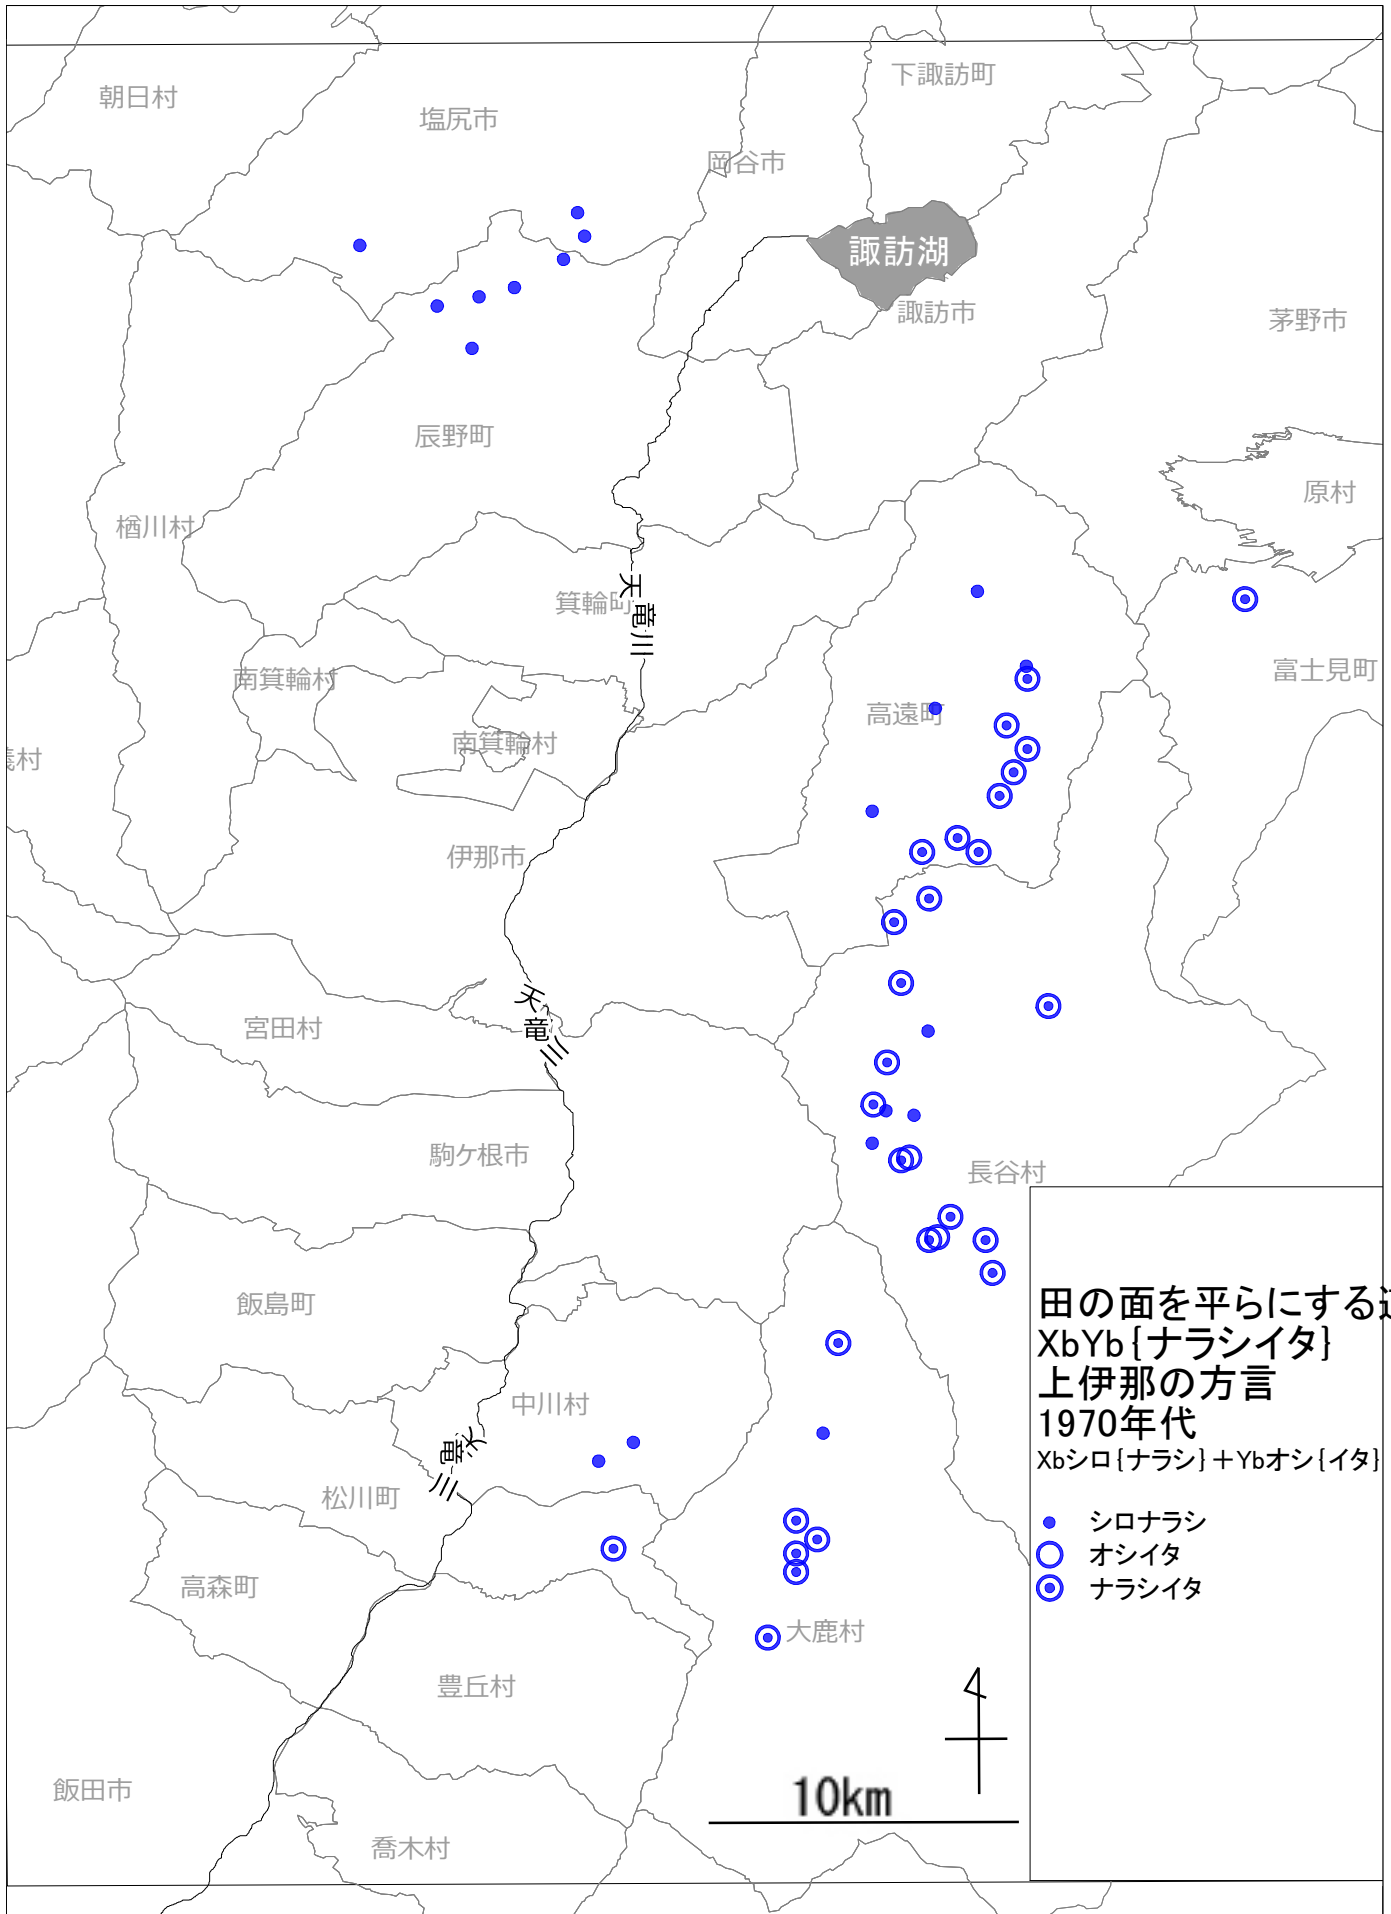 朝日村
塩尻市
下諏訪町
岡谷市
諏訪湖
諏訪市
茅野市
辰野町
原村
楢川村
箕輪町
天竜川
南箕輪村
富士見町
高遠町
南箕輪村
村
伊那市
宮田村
天竜川
駒ケ根市
長谷村
飯島町
中川村
天竜川
松川町
高森町
大鹿村
豊丘村
飯田市
喬木村
10km
田の面を平らにする
XbYb{ナラシイタ}
上伊那の方言
1970年代
Xbシロ{ナラシ}+Ybオシ{イタ}
シロナラシ
オシイタ
ナラシイタ